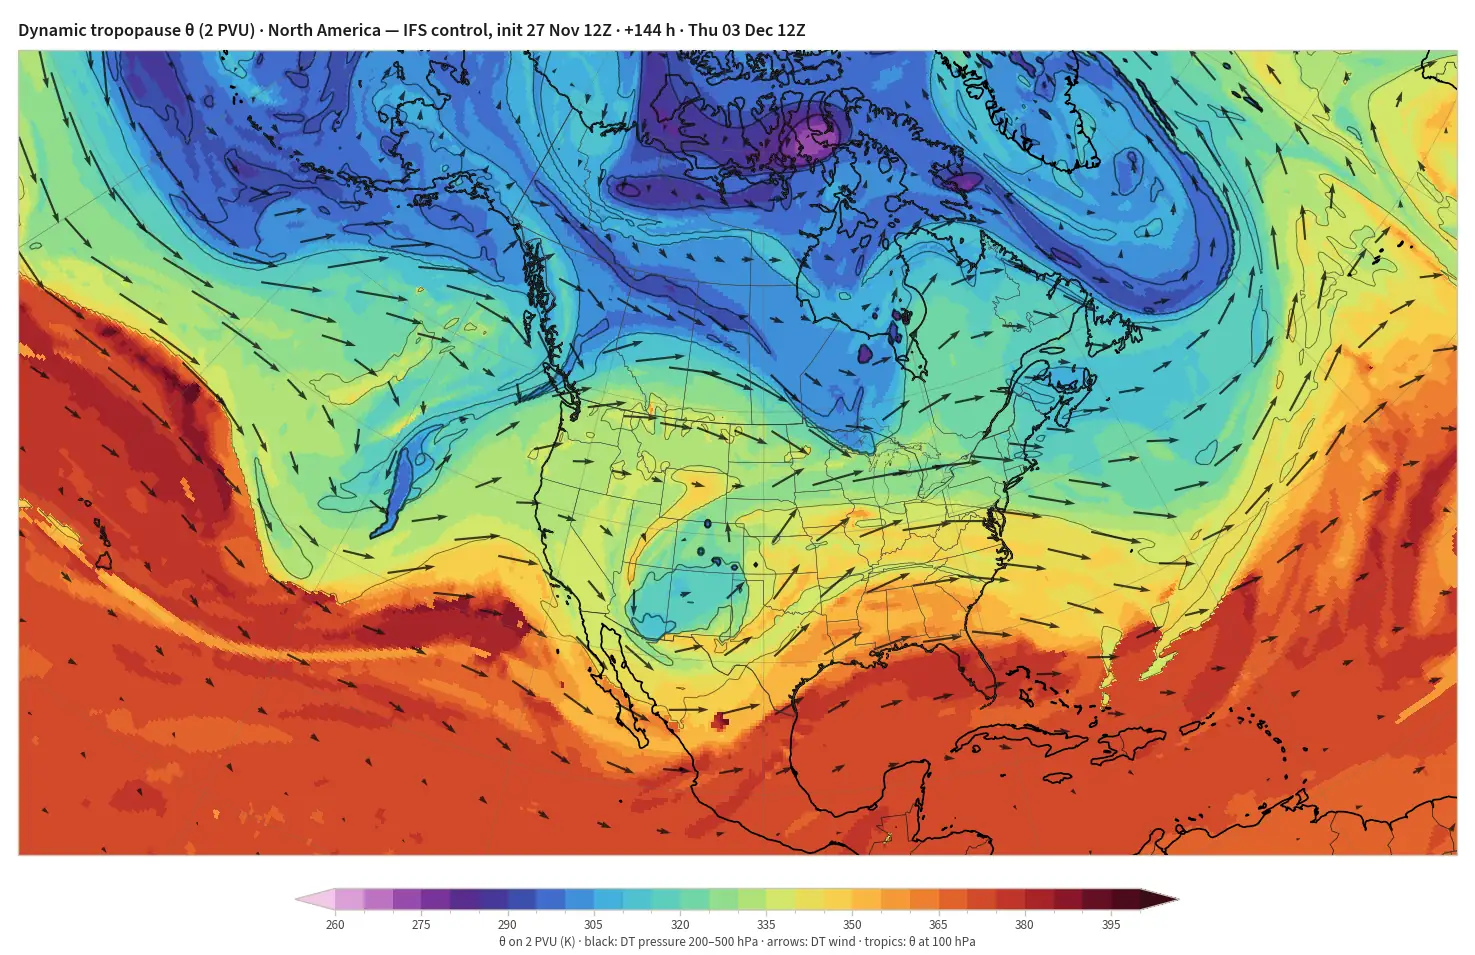 Dynamic tropopause θ (2 PVU) · North America — IFS control, init 27 Nov 12Z · +144 h · Thu 03 Dec 12Z
260 275 290 305 320 335 350 365 380 395
θ on 2 PVU (K) · black: DT pressure 200–500 hPa · arrows: DT wind · tropics: θ at 100 hPa